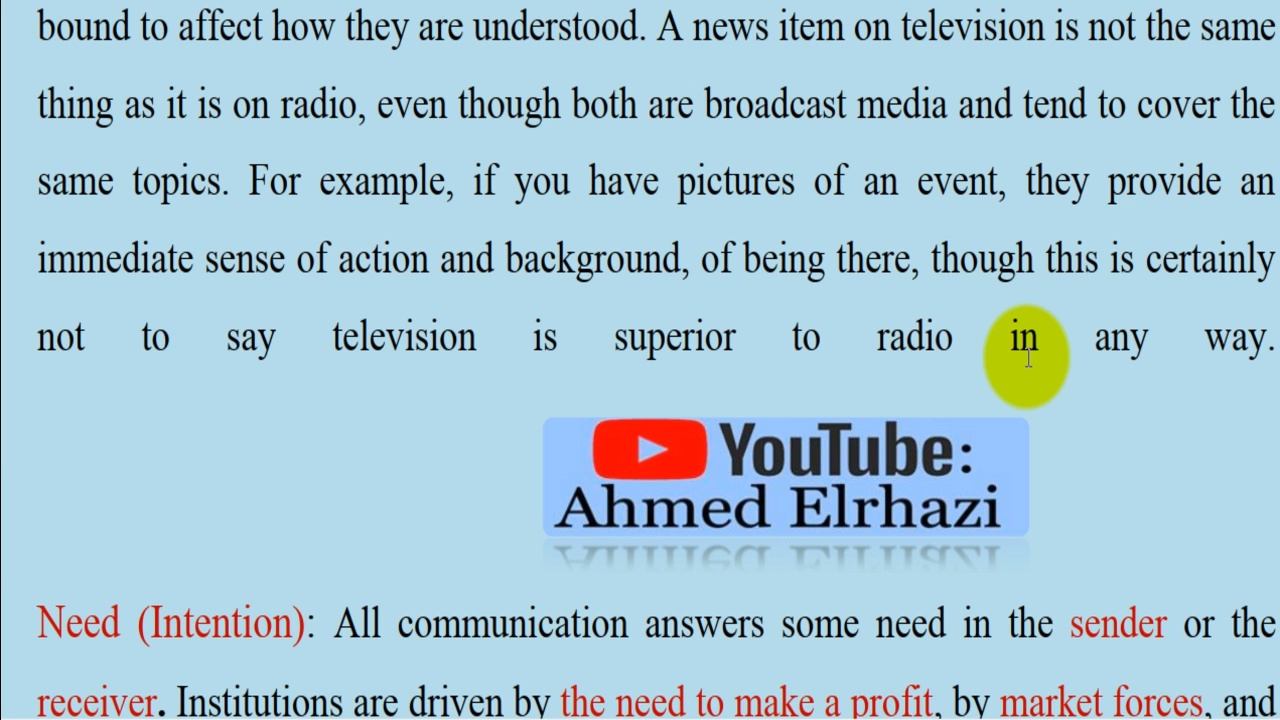 bound to affect how they are understood. A news item on television is not the same
thing as it is on radio, even though both are broadcast media and tend to cover the
same topics. For example, if you have pictures of an event, they provide an
immediate sense of action and background, of being there, though this is certainly
not to say television is superior to radio in any way.
YouTube:
Ahmed Elrhazi
Need (Intention): All communication answers some need in the sender or the
receiver. Institutions are driven by the need to make a profit, by market forces, and